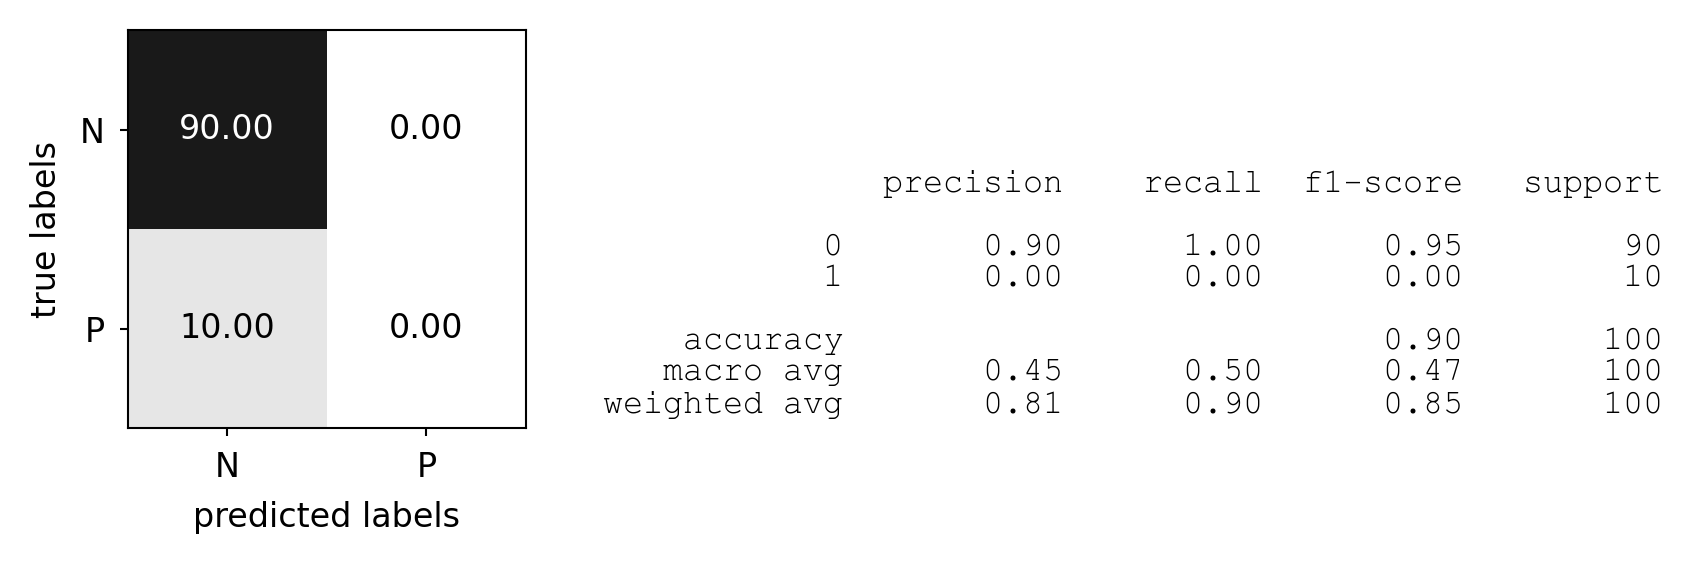 true labels
N
90.00 0.00
P
10.00 0.00
N P
predicted labels
precision recall f1-score support
0 0.90 1.00 0.95 90
1 0.00 0.00 0.00 10
accuracy 0.90 100
macro avg 0.45 0.50 0.47 100
weighted avg 0.81 0.90 0.85 100